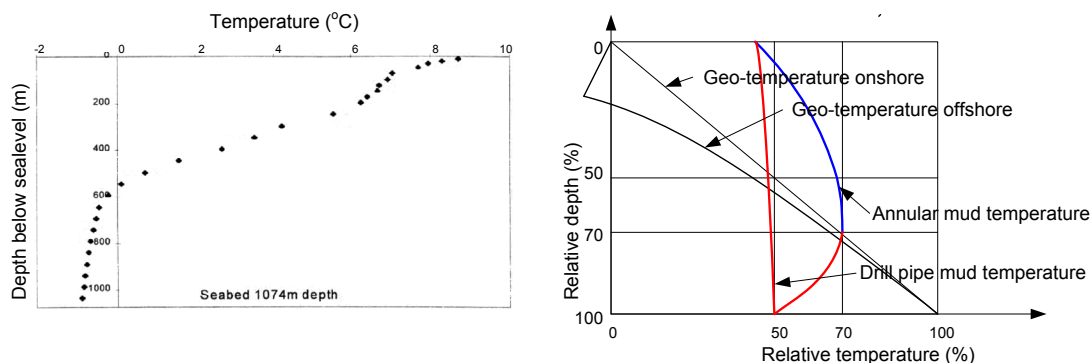 Temperature (°C)
-2 0 2 4 6 8 10
0
200
400
600
800
1000
Depth below sealevel (m)
Seabed 1074m depth
0
50
70
100
Relative depth (%)
Geo-temperature onshore
Geo-temperature offshore
Annular mud temperature
Drill pipe mud temperature
0 50 70 100
Relative temperature (%)